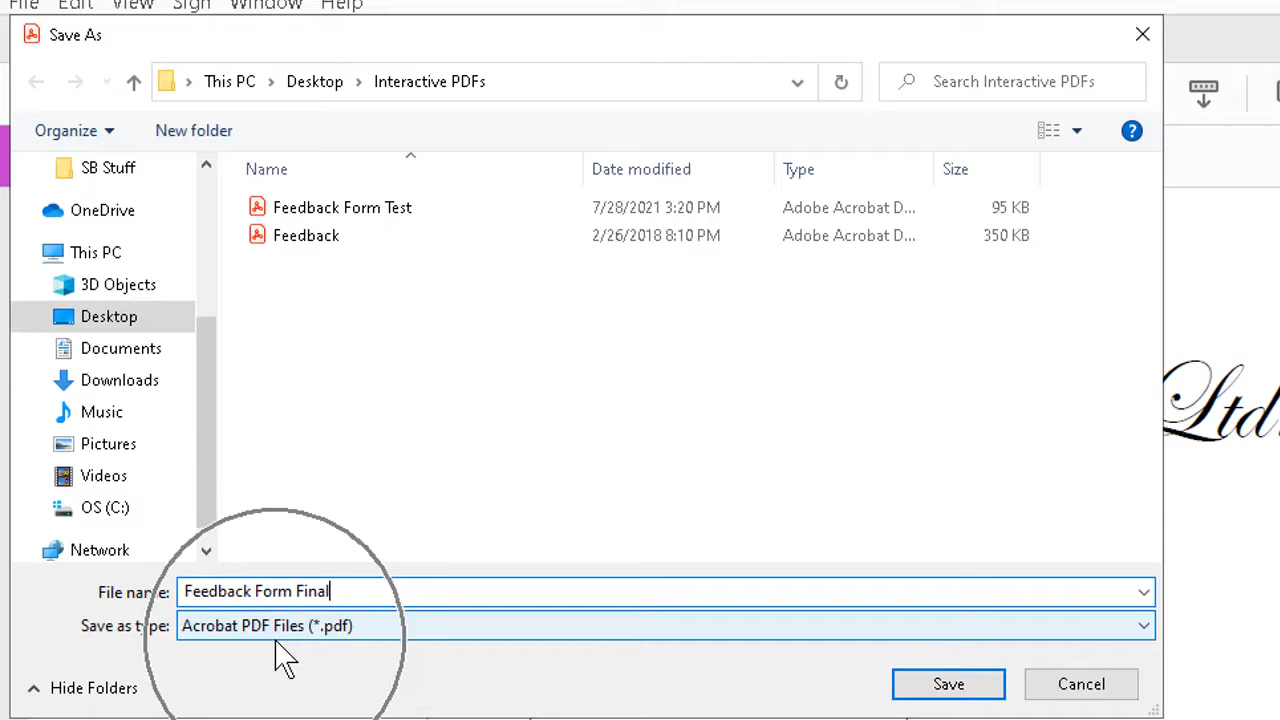 File Edit View Sign Window Help
Save As
This PC Desktop Interactive PDFs Search Interactive PDFs
Organize New folder
Name Date modified Type Size
SB Stuff
OneDrive
This PC
3D Objects
Desktop
Documents
Downloads
Music
Pictures
Videos
OS (C:)
Network
Feedback Form Test 7/28/2021 3:20 PM Adobe Acrobat D... 95 KB
Feedback 2/26/2018 8:10 PM Adobe Acrobat D... 350 KB
Ltd.
File name: Feedback Form Final
Save as type: Acrobat PDF Files (*.pdf)
Hide Folders Save Cancel